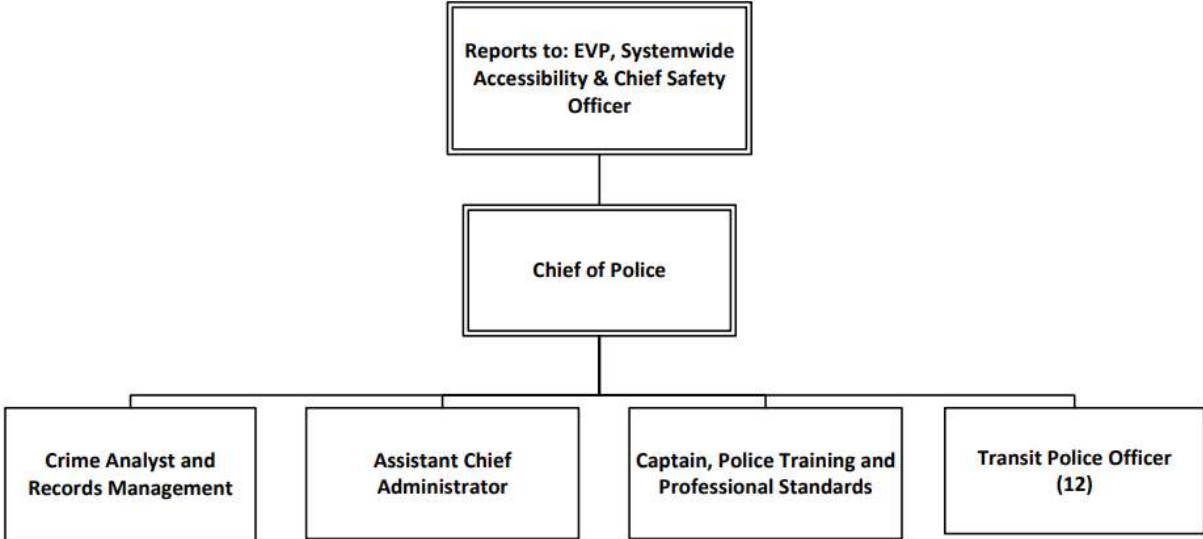 Reports to: EVP, Systemwide
Accessibility & Chief Safety
Officer
Chief of Police
Crime Analyst and
Records Management
Assistant Chief
Administrator
Captain, Police Training and
Professional Standards
Transit Police Officer
(12)